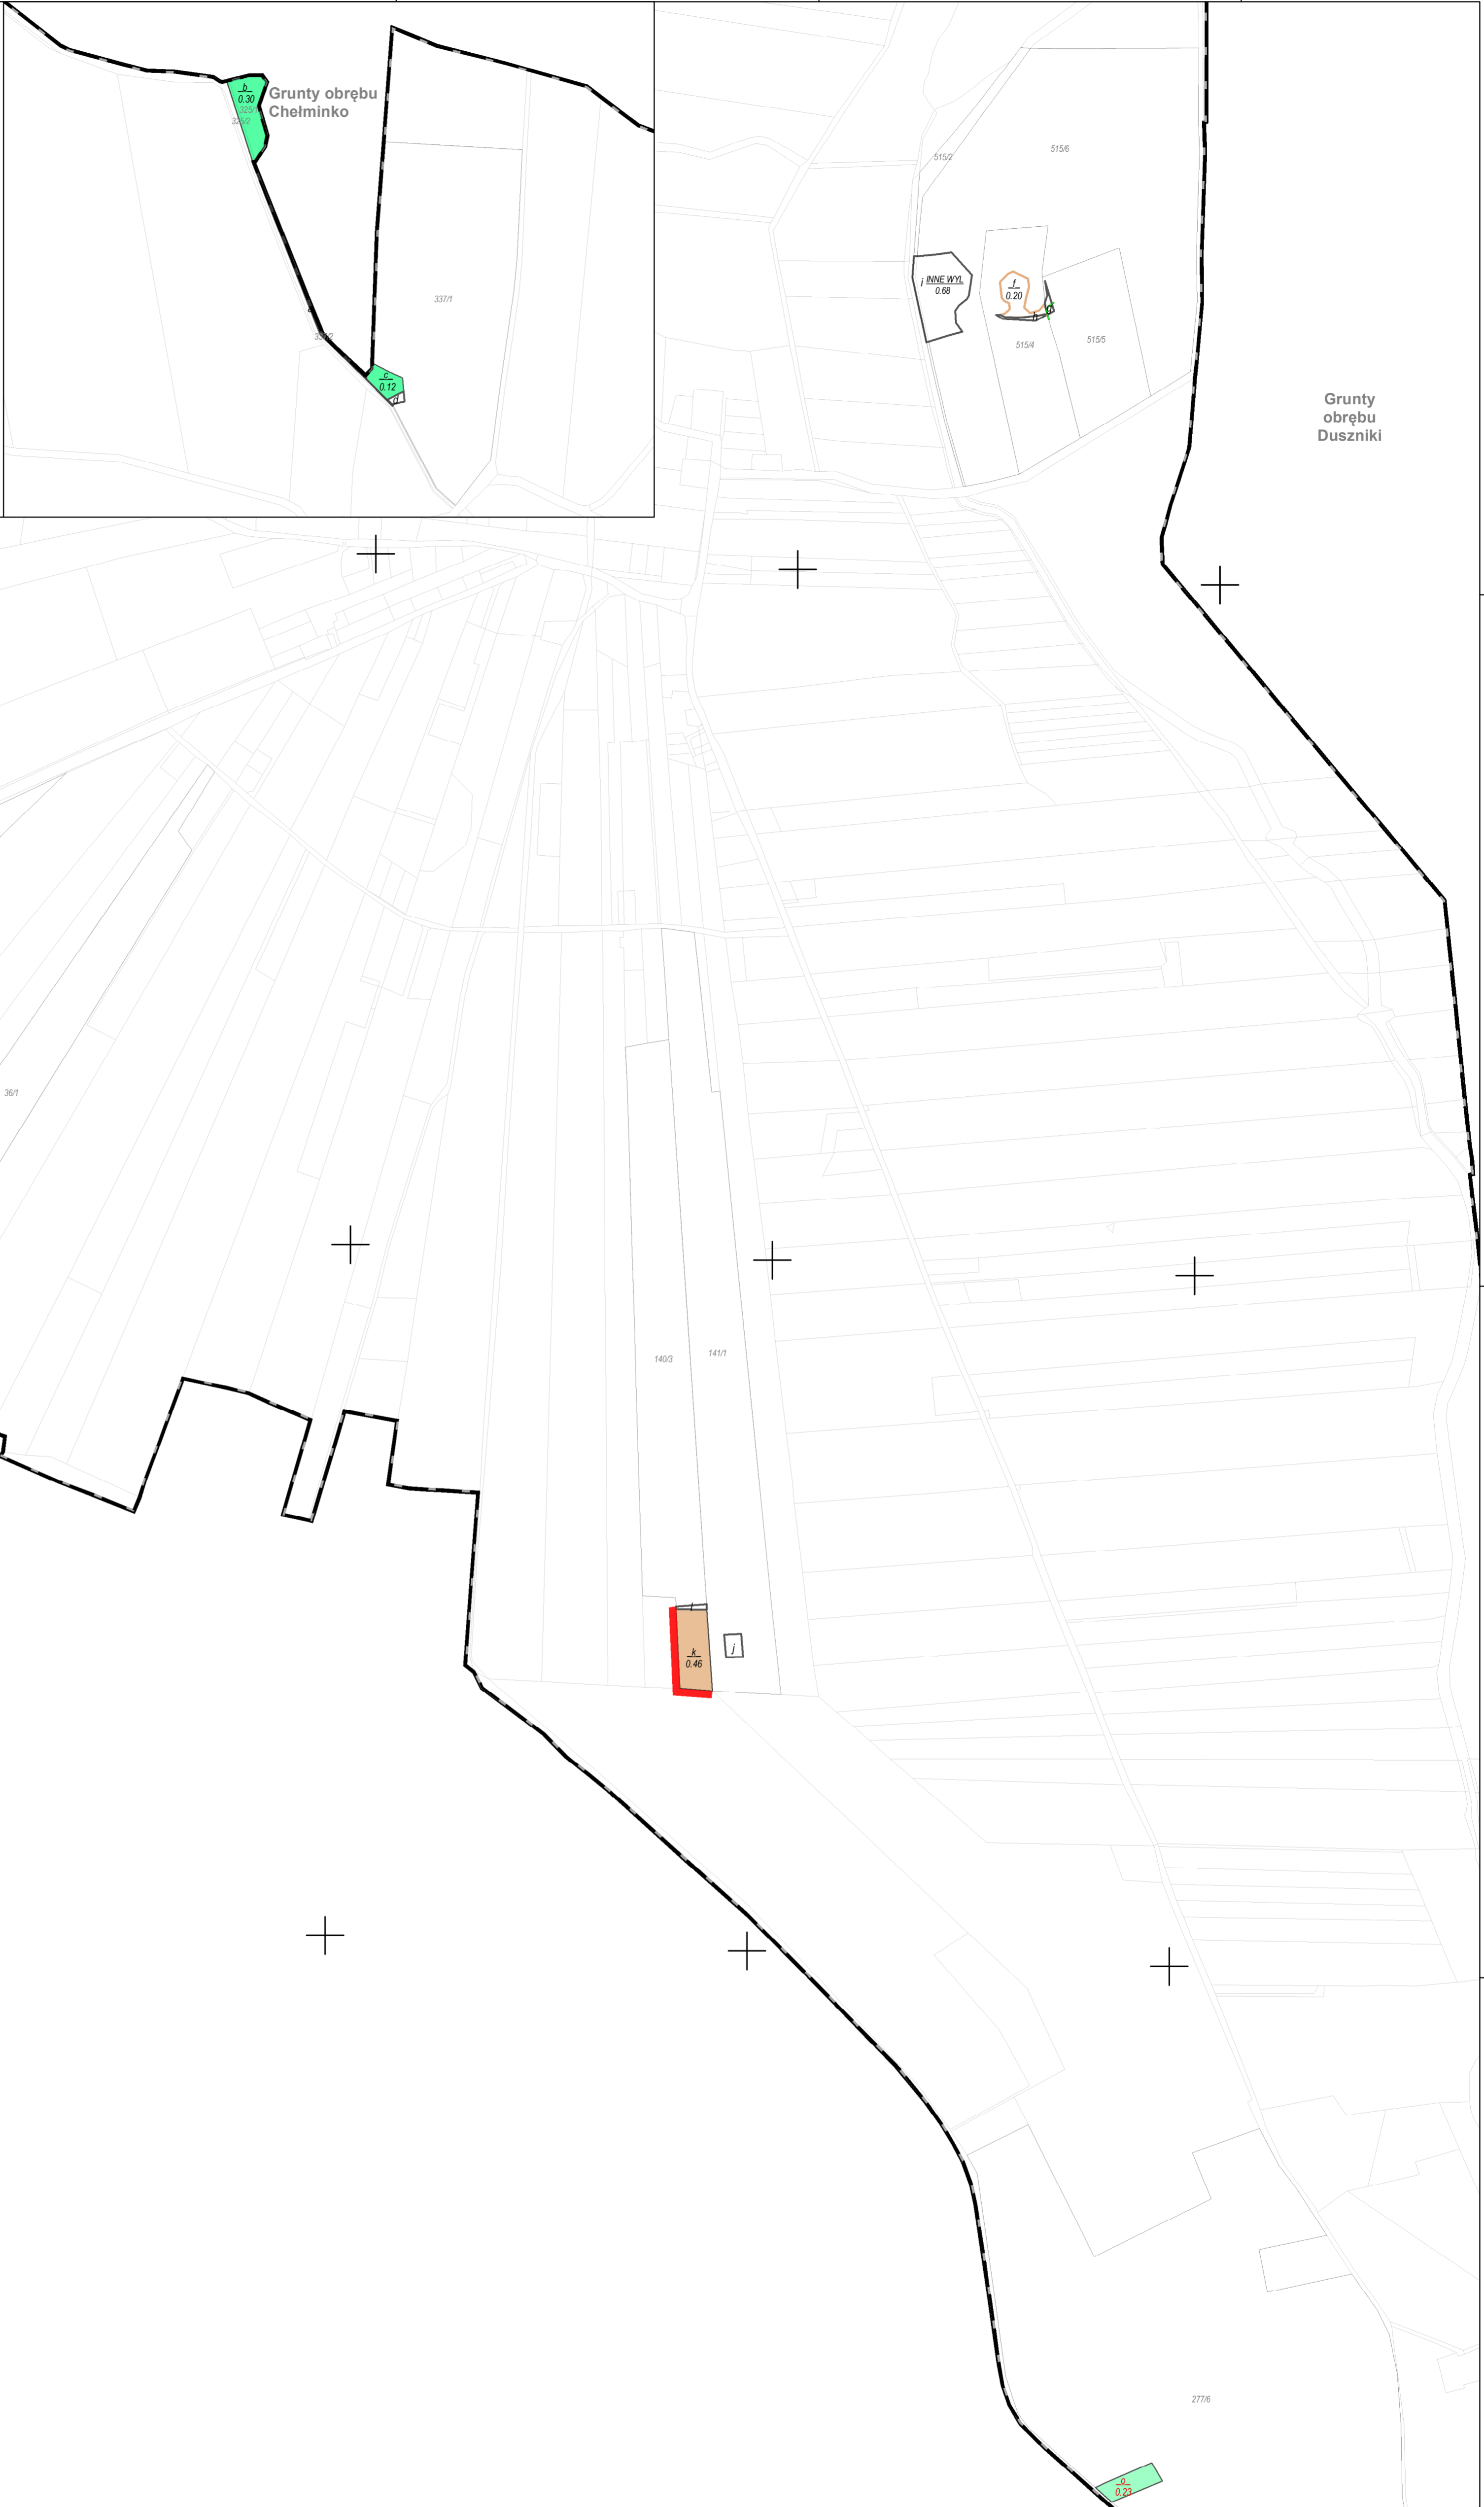 b
0.30
Grunty obrębu
Chełminko
325/2
337/1
c
0.12
d
515/2
515/6
i INNE WYL
0.68
f
0.20
g
h
515/4
515/5
Grunty
obrębu
Duszniki
36/1
140/3
141/1
l
k
0.46
j
277/6
o
0.23